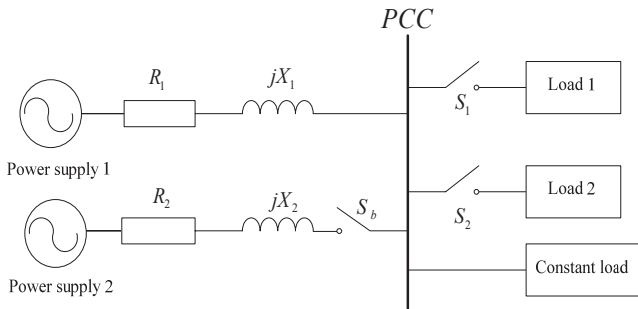 PCC
R₁
jX₁
S₁
Load 1
Power supply 1
R₂
jX₂
S_b
S₂
Load 2
Constant load
Power supply 2